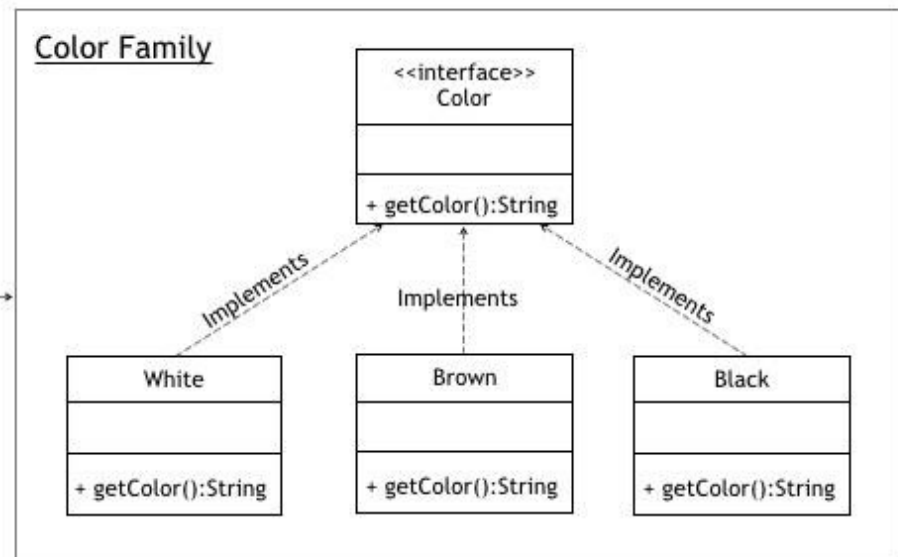 Color Family
<<interface>>
Color
+ getColor():String
Implements
Implements
Implements
White
Brown
Black
+ getColor():String
+ getColor():String
+ getColor():String